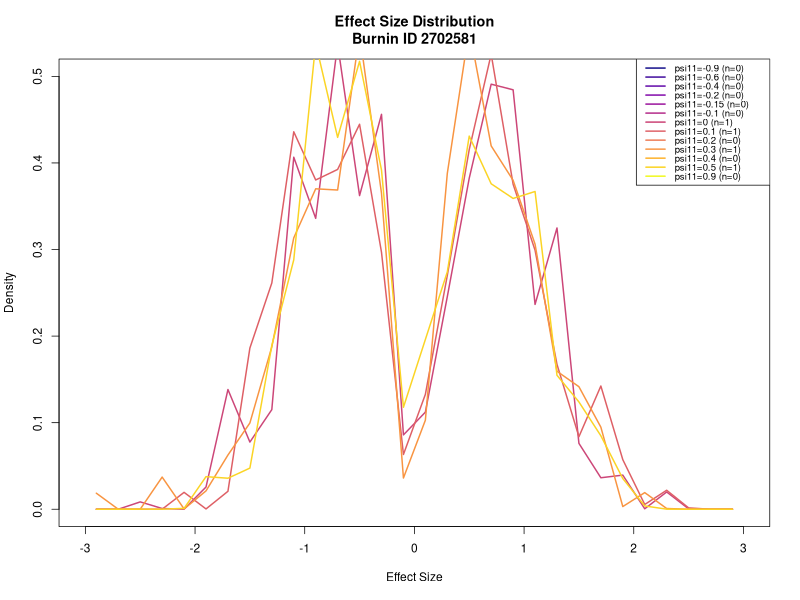 Effect Size Distribution
Burnin ID 2702581
psi11=-0.9 (n=0)
psi11=-0.6 (n=0)
psi11=-0.4 (n=0)
psi11=-0.2 (n=0)
psi11=-0.15 (n=0)
psi11=-0.1 (n=0)
psi11=0 (n=1)
psi11=0.1 (n=1)
psi11=0.2 (n=0)
psi11=0.3 (n=1)
psi11=0.4 (n=0)
psi11=0.5 (n=1)
psi11=0.9 (n=0)
Density
0.5
0.4
0.3
0.2
0.1
0.0
-3 -2 -1 0 1 2 3
Effect Size